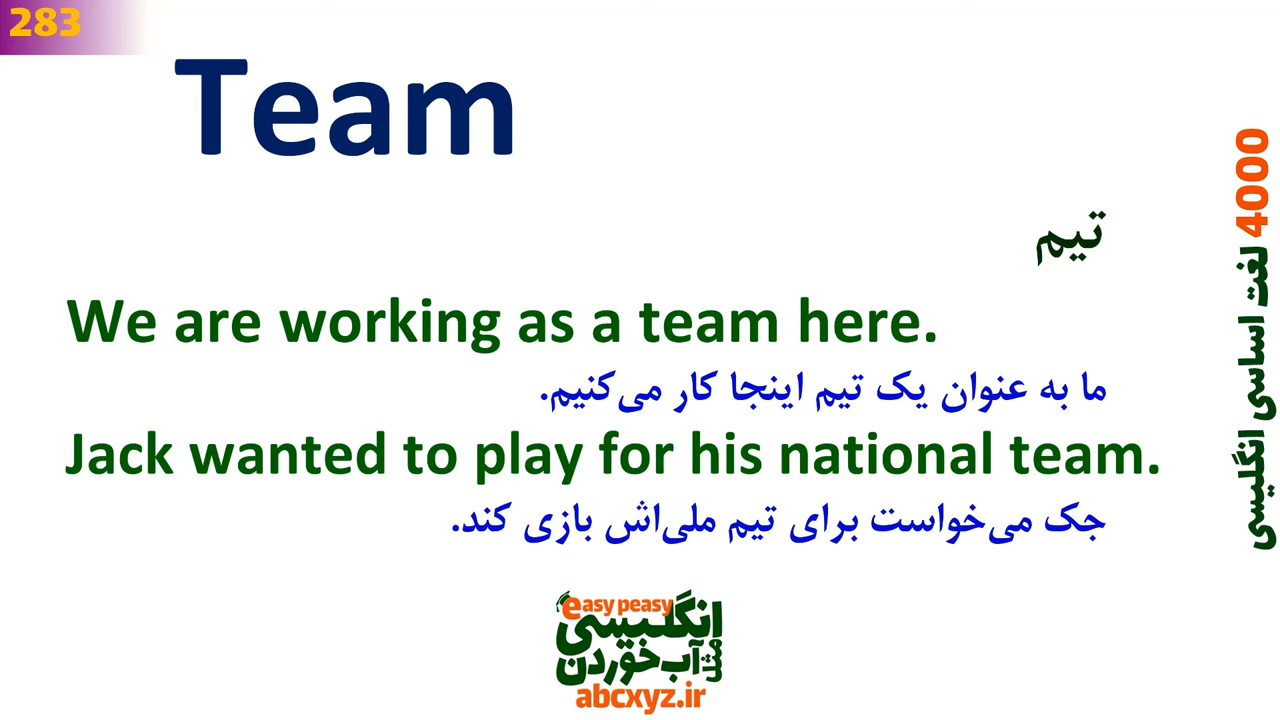 283
Team
تیم
We are working as a team here.
ما به عنوان یک تیم اینجا کار می‌کنیم.
Jack wanted to play for his national team.
جک می‌خواست برای تیم ملی‌اش بازی کند.
4000 لغت اساسی انگلیسی
easy peasy
انگلیسی
مثل آب خوردن
abcxyz.ir